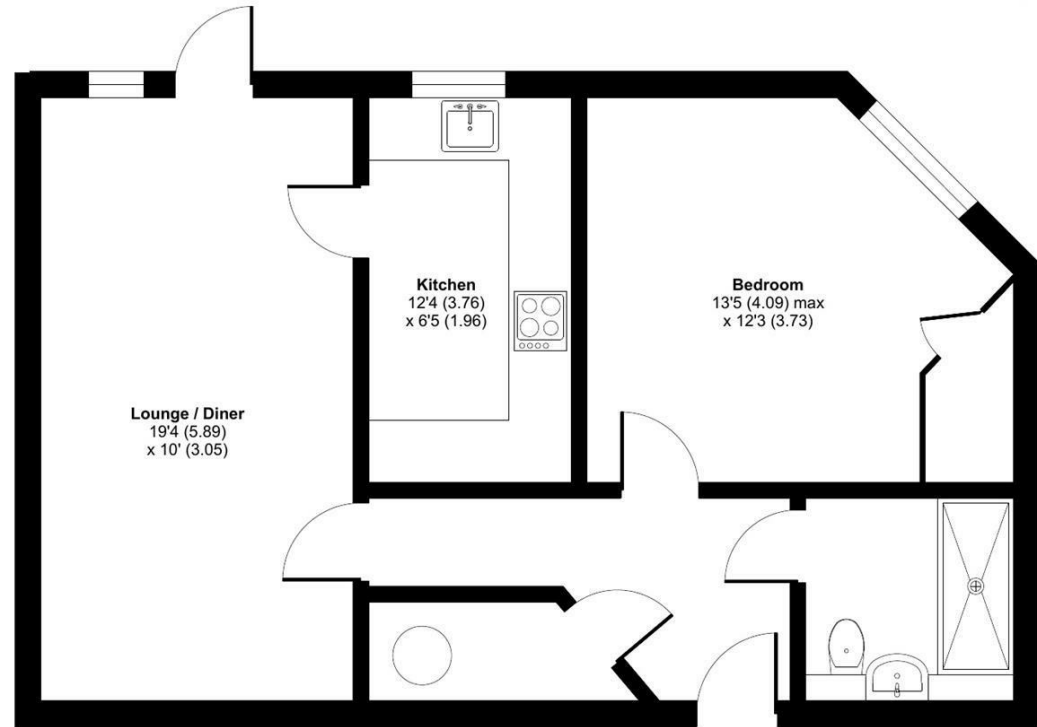 Kitchen
12'4 (3.76)
x 6'5 (1.96)
Bedroom
13'5 (4.09) max
x 12'3 (3.73)
Lounge / Diner
19'4 (5.89)
x 10' (3.05)